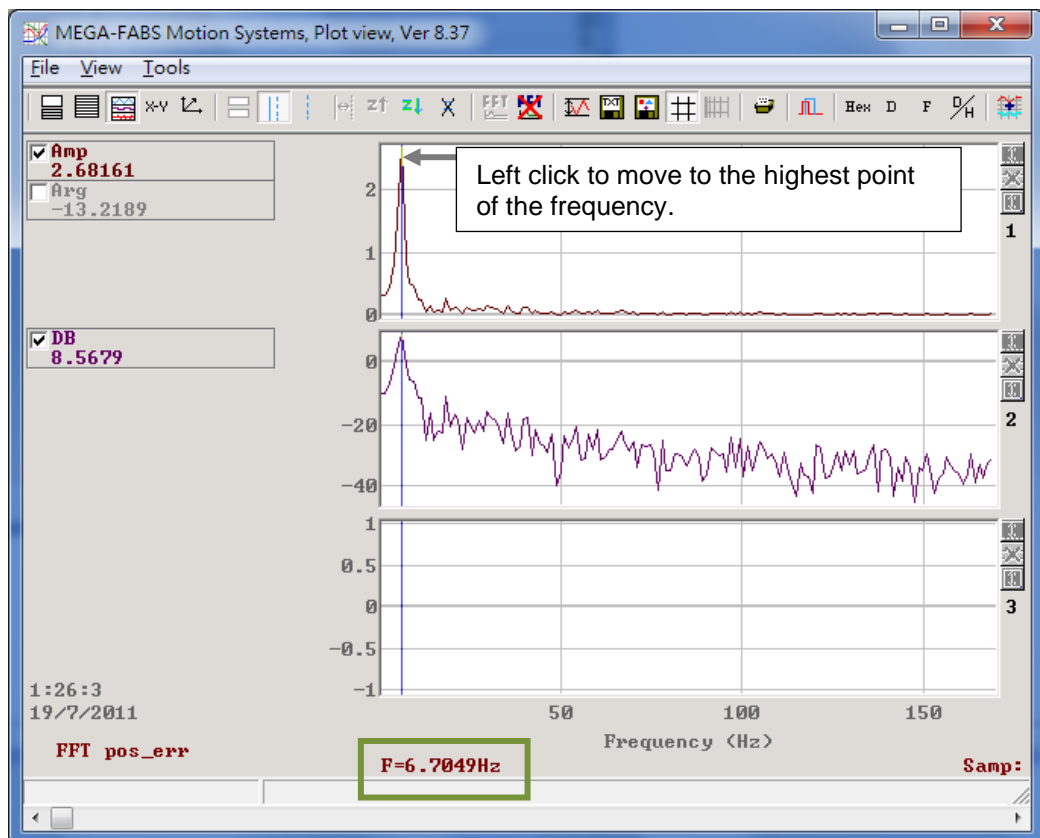 MEGA-FABS Motion Systems, Plot view, Ver 8.37
File View Tools
X-Y Z↑ Z↓ X FFT FFT TXT Hex D F D/H
Amp
2.68161
Arg
-13.2189
Left click to move to the highest point
of the frequency.
2
1
0
1
DB
8.5679
0
-20
-40
2
1
0.5
0
-0.5
-1
3
1:26:3
19/7/2011
50 100 150
Frequency (Hz)
FFT pos_err
F=6.7049Hz
Samp: